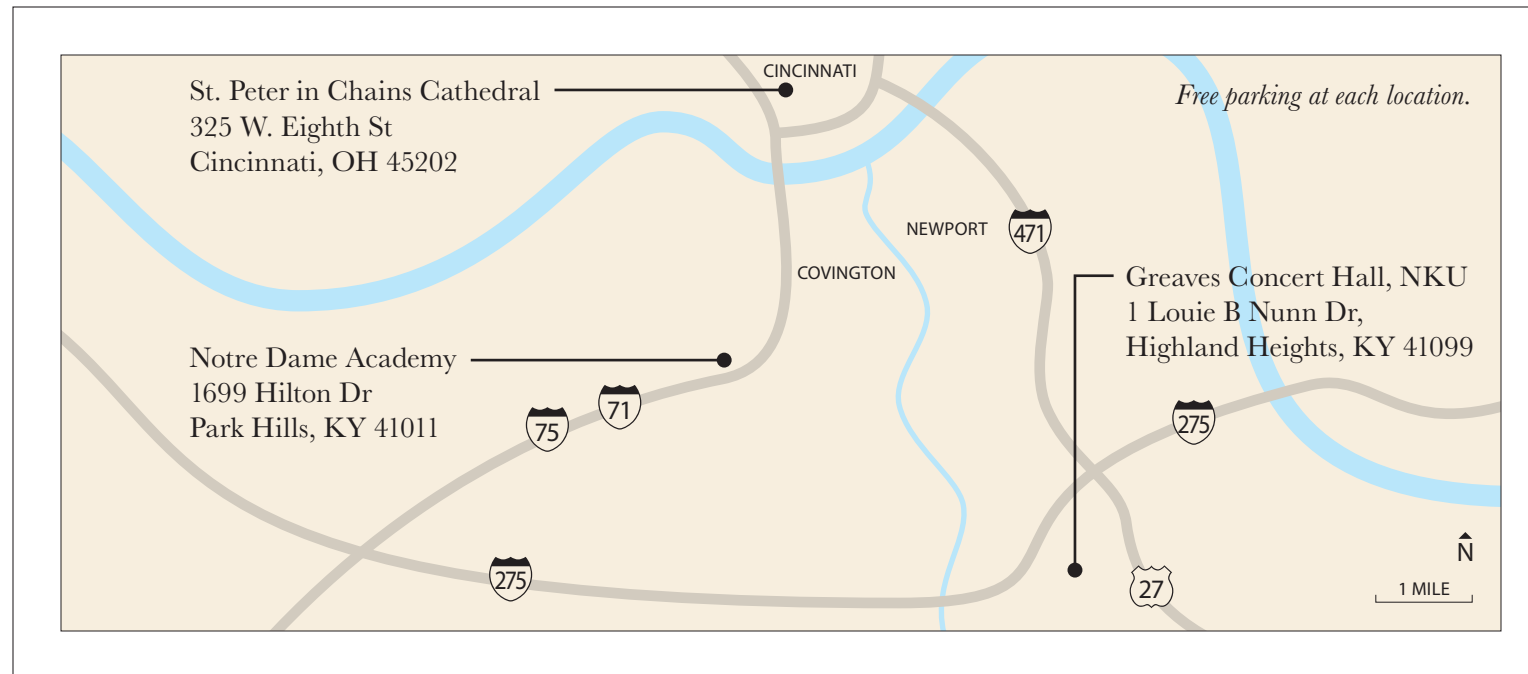 St. Peter in Chains Cathedral
325 W. Eighth St
Cincinnati, OH 45202
CINCINNATI
Free parking at each location.
NEWPORT
471
COVINGTON
Greaves Concert Hall, NKU
1 Louie B Nunn Dr,
Highland Heights, KY 41099
Notre Dame Academy
1699 Hilton Dr
Park Hills, KY 41011
75
71
275
275
27
N
1 MILE